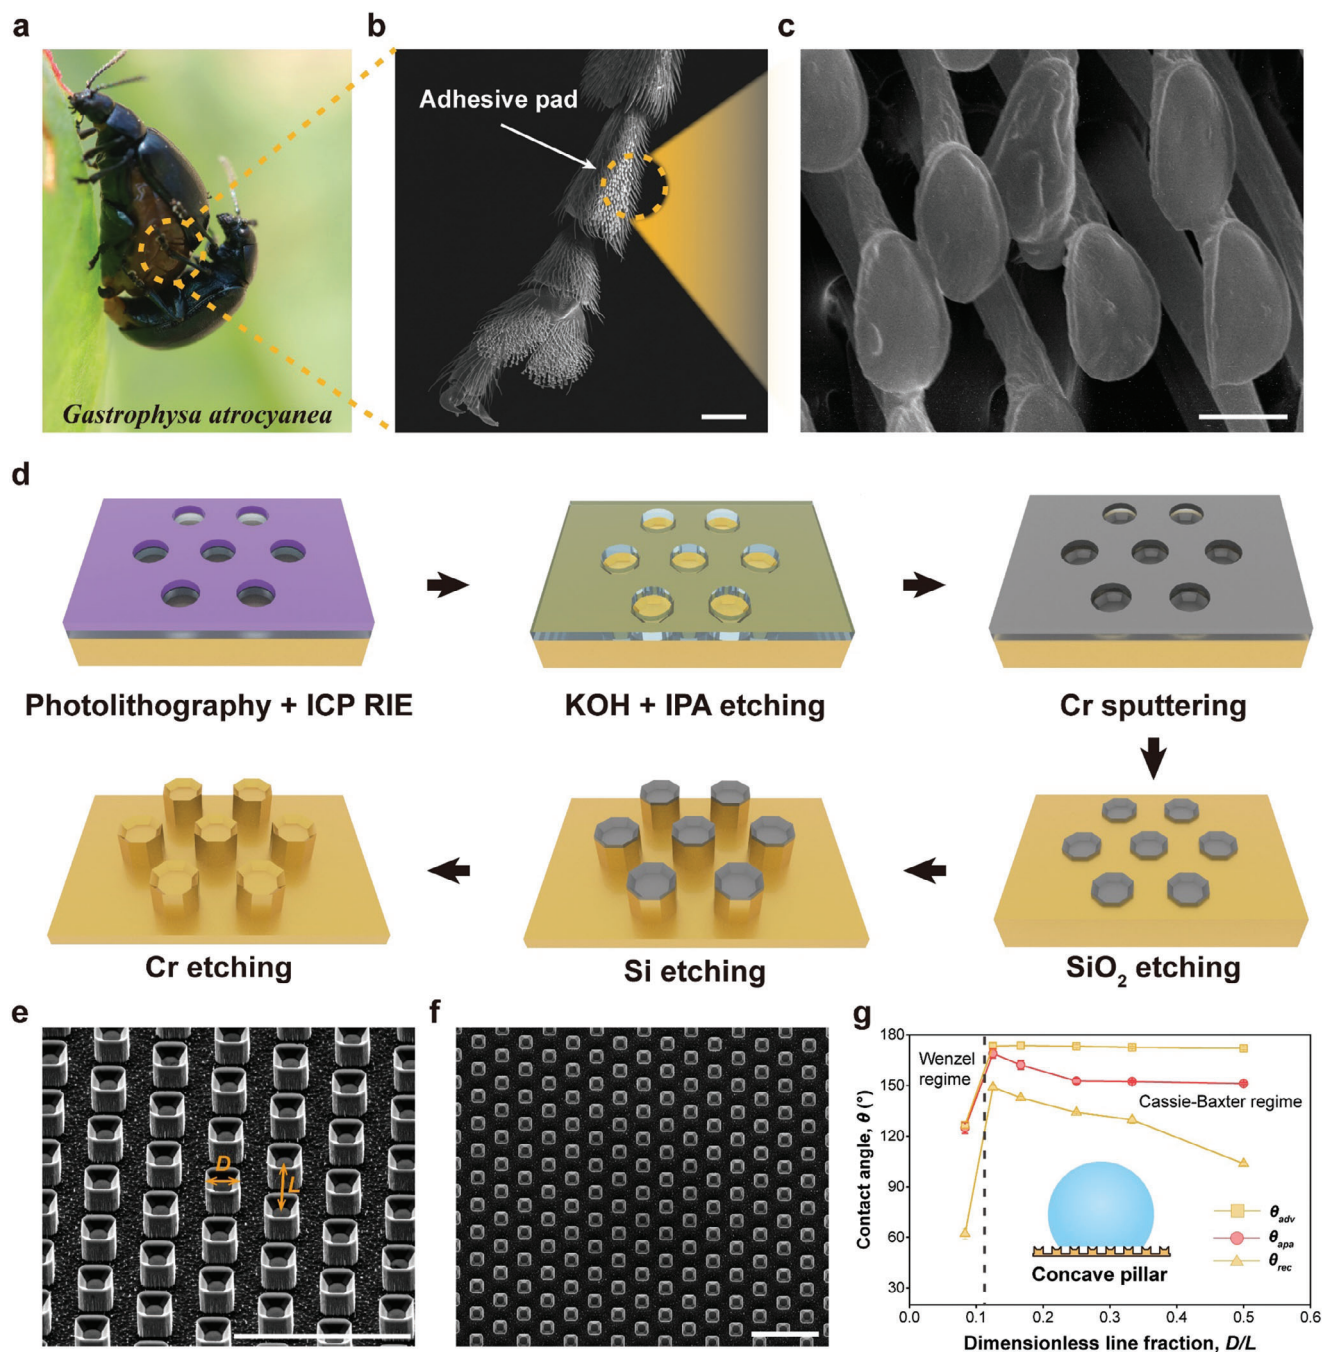 a
b
c
Adhesive pad
Gastrophysa atrocyanea
d
Photolithography + ICP RIE
KOH + IPA etching
Cr sputtering
Cr etching
Si etching
SiO₂ etching
e
f
g
D
L
Contact angle, θ (°)
180
150
120
90
60
30
Wenzel
regime
Cassie-Baxter regime
θadv
θapa
θrec
Concave pillar
0.0
0.1
0.2
0.3
0.4
0.5
0.6
Dimensionless line fraction, D/L